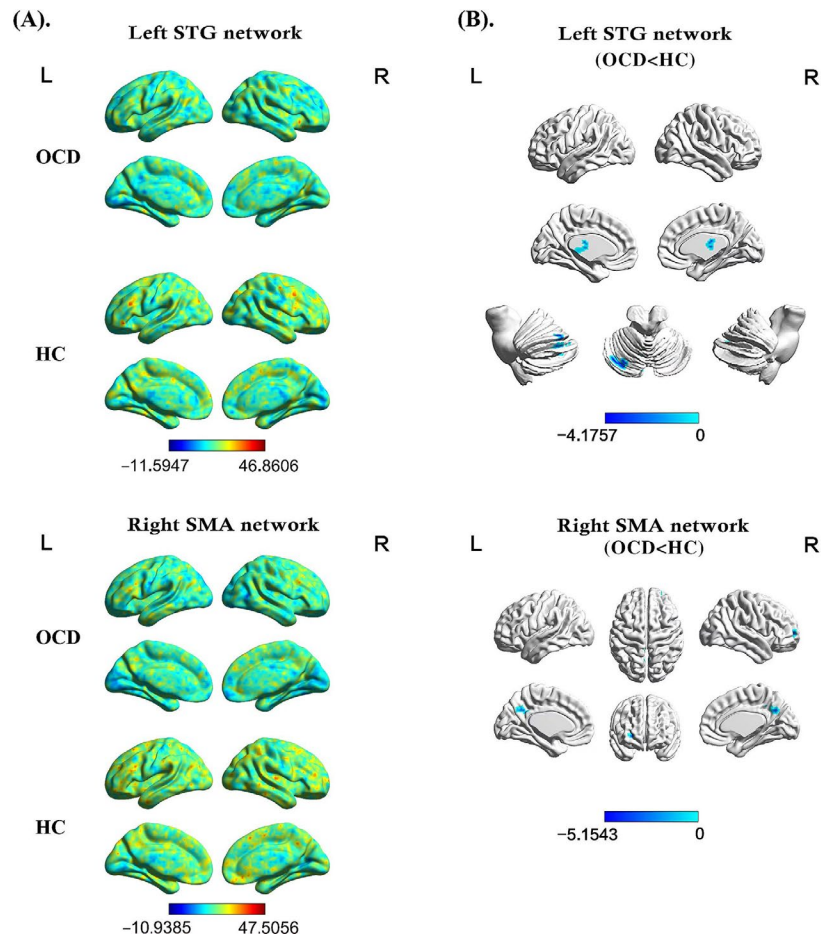 (A).
Left STG network
L
R
OCD
HC
−11.5947
46.8606
Right SMA network
L
R
OCD
HC
−10.9385
47.5056
(B).
Left STG network
(OCD<HC)
L
R
−4.1757
0
Right SMA network
(OCD<HC)
L
R
−5.1543
0